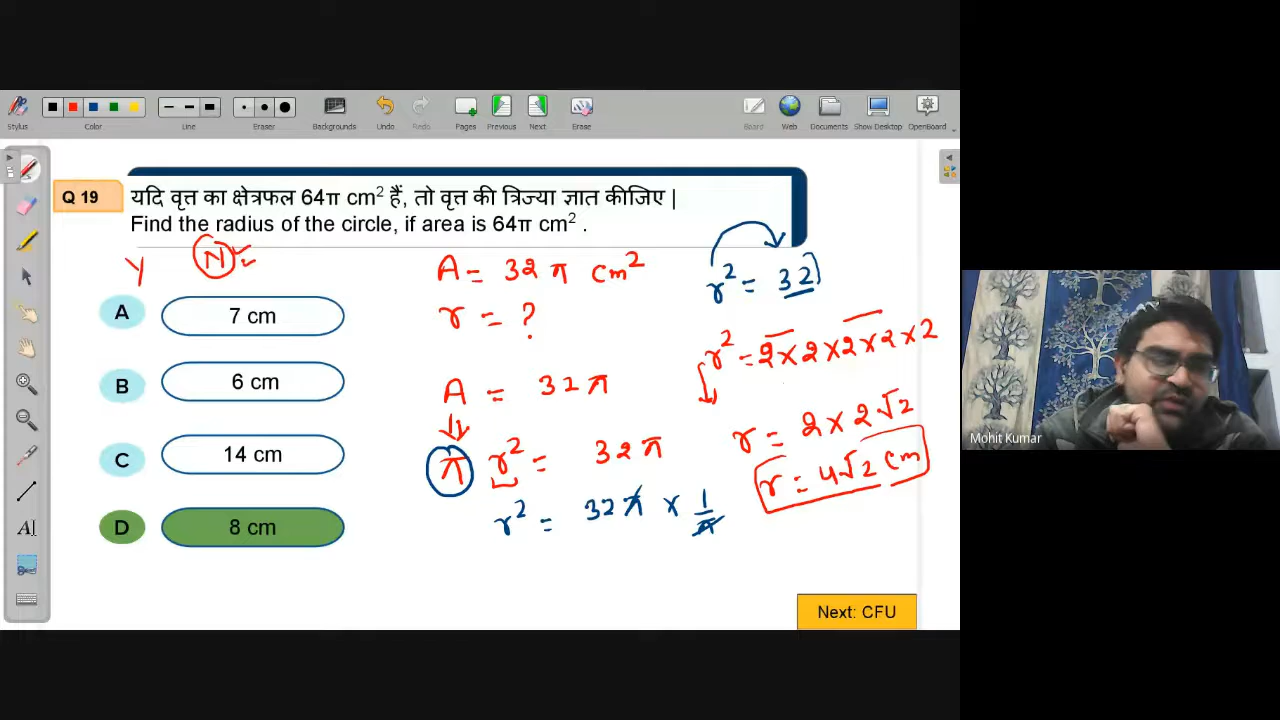 Stylus Color Line Eraser Backgrounds Undo Redo Pages Previous Next Erase Board Web Documents Show Desktop OpenBoard
Q 19
यदि वृत्त का क्षेत्रफल 64π cm² हैं, तो वृत्त की त्रिज्या ज्ञात कीजिए |
Find the radius of the circle, if area is 64π cm² .
Y N
A 7 cm
B 6 cm
C 14 cm
D 8 cm
A = 32 π cm²
r = ?
A = 32 π
π r² = 32 π
r² = 32 π × 1/π
r² = 32
r² = 2 × 2 × 2 × 2 × 2
r = 2 × 2 √2
r = 4√2 cm
Next: CFU
Mohit Kumar